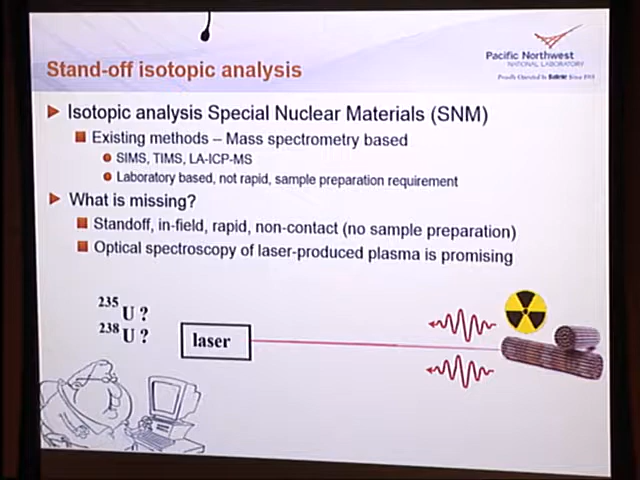 Pacific Northwest
NATIONAL LABORATORY
Proudly Operated by Battelle Since 1965
Stand-off isotopic analysis
Isotopic analysis Special Nuclear Materials (SNM)
Existing methods – Mass spectrometry based
SIMS, TIMS, LA-ICP-MS
Laboratory based, not rapid, sample preparation requirement
What is missing?
Standoff, in-field, rapid, non-contact (no sample preparation)
Optical spectroscopy of laser-produced plasma is promising
235U ?
238U ?
laser